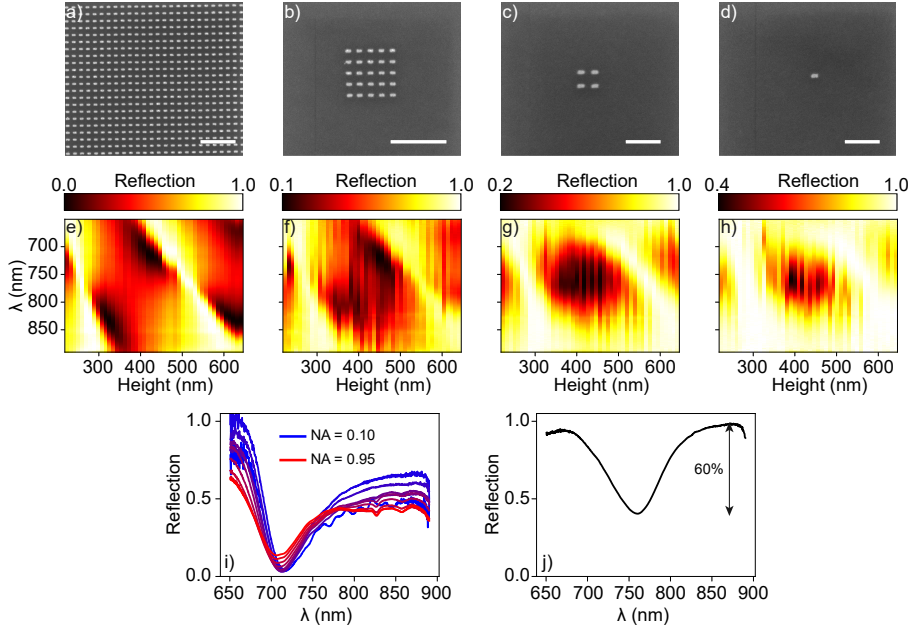 a) b) c) d)
Reflection Reflection Reflection Reflection
0.0 1.0 0.1 1.0 0.2 1.0 0.4 1.0
e) f) g) h)
700
750
800
850
λ (nm)
300 400 500 600 300 400 500 600 300 400 500 600 300 400 500 600
Height (nm) Height (nm) Height (nm) Height (nm)
1.0
0.5
0.0
Reflection
NA = 0.10
NA = 0.95
i)
650 700 750 800 850 900
λ (nm)
1.0
0.5
0.0
Reflection
60%
j)
650 700 750 800 850 900
λ (nm)